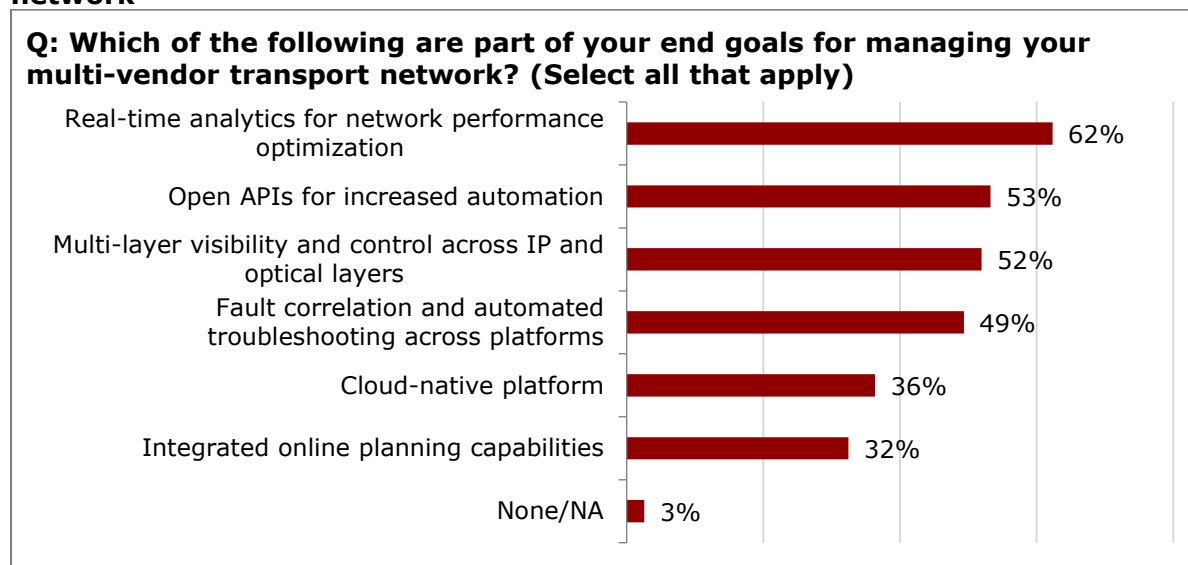 network
Q: Which of the following are part of your end goals for managing your
multi-vendor transport network? (Select all that apply)
Real-time analytics for network performance
optimization
62%
Open APIs for increased automation
53%
Multi-layer visibility and control across IP and
optical layers
52%
Fault correlation and automated
troubleshooting across platforms
49%
Cloud-native platform
36%
Integrated online planning capabilities
32%
None/NA
3%